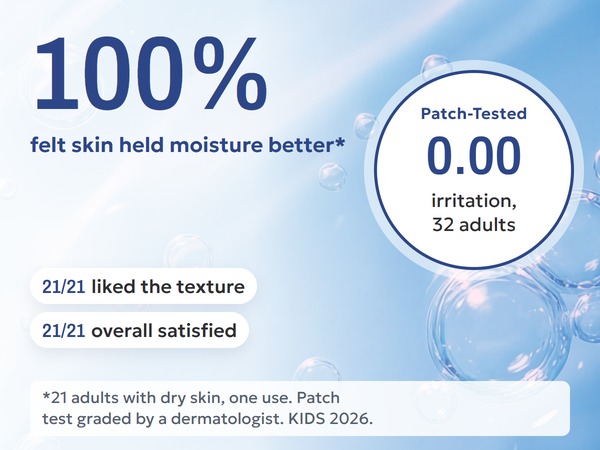 100%
felt skin held moisture better*
Patch-Tested
0.00
irritation,
32 adults
21/21 liked the texture
21/21 overall satisfied
*21 adults with dry skin, one use. Patch
test graded by a dermatologist. KIDS 2026.